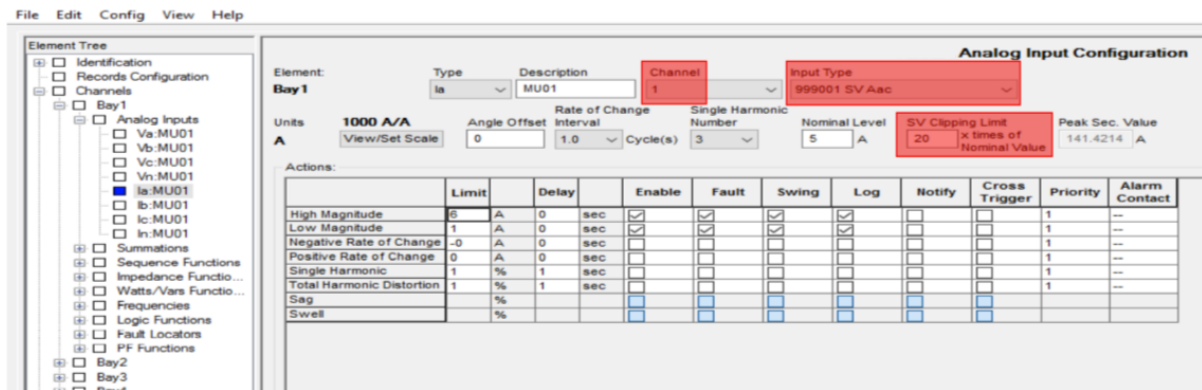 File Edit Config View Help
Element Tree
Identification
Records Configuration
Channels
Bay1
Analog Inputs
Va:MU01
Vb:MU01
Vc:MU01
Vn:MU01
Ia:MU01
Ib:MU01
Ic:MU01
In:MU01
Summations
Sequence Functions
Impedance Functio...
Watts/Vars Functio...
Frequencies
Logic Functions
Fault Locators
PF Functions
Bay2
Bay3
Analog Input Configuration
Element: Type Description Channel Input Type
Bay1 Ia MU01 1 999001 SV Aac
Rate of Change Single Harmonic
Units 1000 A/A Angle Offset Interval Number Nominal Level SV Clipping Limit Peak Sec. Value
A View/Set Scale 0 1.0 Cycle(s) 3 5 A 20 x times of 141.4214 A
Nominal Value
Actions:
Limit Delay Enable Fault Swing Log Notify Cross Trigger Priority Alarm Contact
High Magnitude 6 A 0 sec 1 --
Low Magnitude 1 A 0 sec 1 --
Negative Rate of Change -0 A 0 sec 1 --
Positive Rate of Change 0 A 0 sec 1 --
Single Harmonic 1 % 1 sec 1 --
Total Harmonic Distortion 1 % 1 sec 1 --
Sag %
Swell %